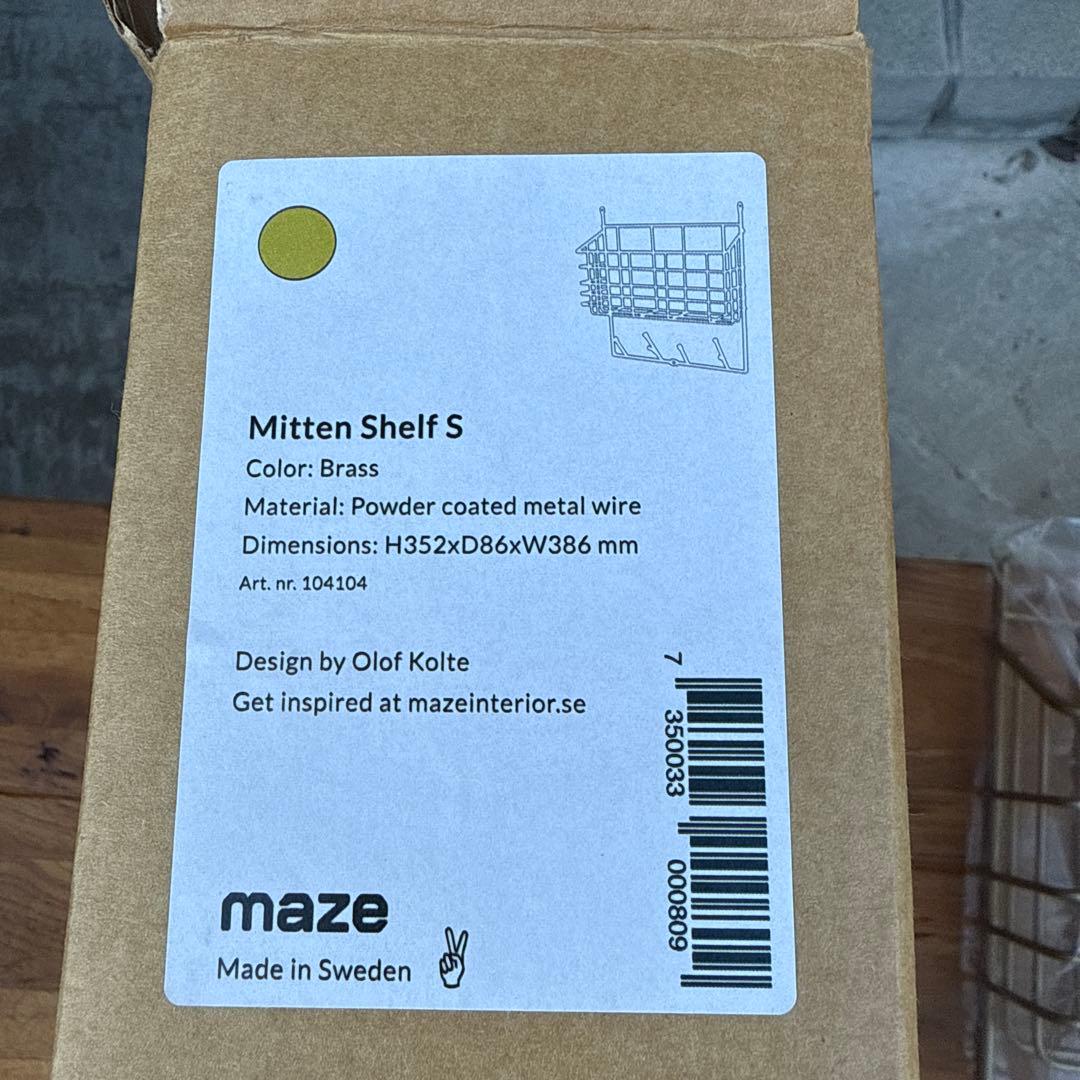 Mitten Shelf S
Color: Brass
Material: Powder coated metal wire
Dimensions: H352xD86xW386 mm
Art. nr. 104104
Design by Olof Kolte
Get inspired at mazeinterior.se
7 350033 000809
maze
Made in Sweden